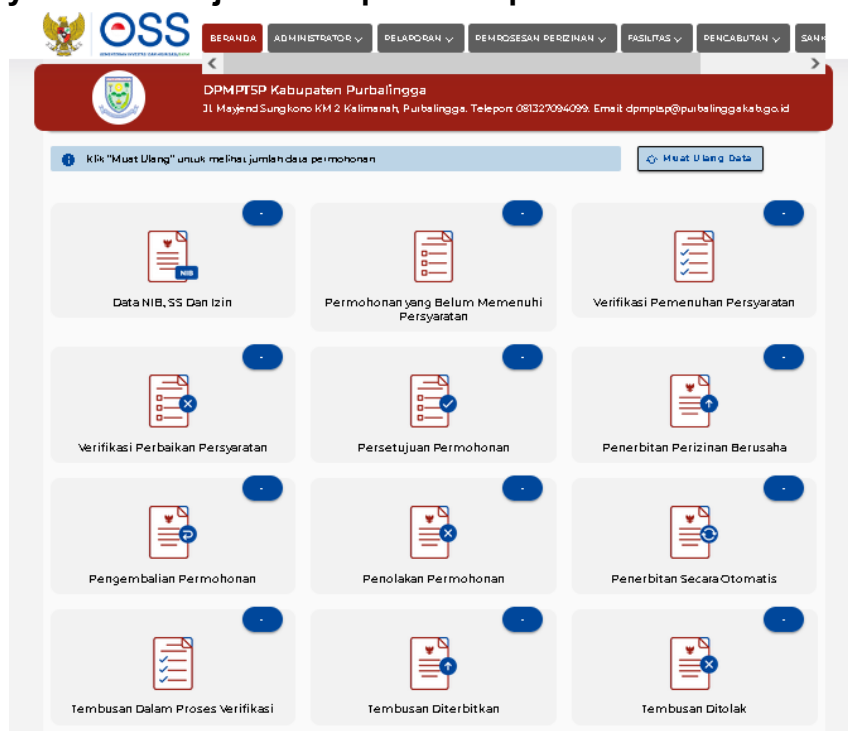 OSS
BERANDA ADMINISTRATOR PELAPORAN PEMROSESAN PERIZINAN FASILITAS PENCABUTAN
DPMPTSP Kabupaten Purbalingga
Jl. Mayjend Sungkono KM 2 Kalimanah, Purbalingga. Telepon: 081327094099. Email: dpmptsp@purbalinggakab.go.id
Klik "Muat Ulang" untuk melihat jumlah data permohonan
Muat Ulang Data
- - -
NIB
Data NIB, SS Dan Izin
Permohonan yang Belum Memenuhi
Persyaratan
Verifikasi Pemenuhan Persyaratan
- - -
Verifikasi Perbaikan Persyaratan
Persetujuan Permohonan
Penerbitan Perizinan Berusaha
- - -
Pengembalian Permohonan
Penolakan Permohonan
Penerbitan Secara Otomatis
- - -
Tembusan Dalam Proses Verifikasi
Tembusan Diterbitkan
Tembusan Ditolak